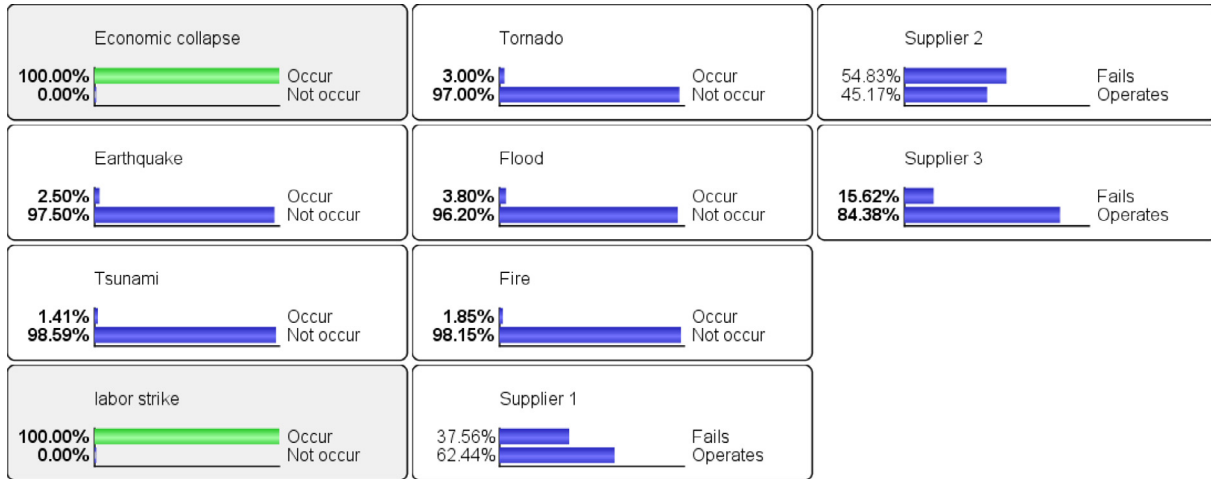 Economic collapse
100.00% Occur
0.00% Not occur
Earthquake
2.50% Occur
97.50% Not occur
Tsunami
1.41% Occur
98.59% Not occur
labor strike
100.00% Occur
0.00% Not occur
Tornado
3.00% Occur
97.00% Not occur
Flood
3.80% Occur
96.20% Not occur
Fire
1.85% Occur
98.15% Not occur
Supplier 1
37.56% Fails
62.44% Operates
Supplier 2
54.83% Fails
45.17% Operates
Supplier 3
15.62% Fails
84.38% Operates